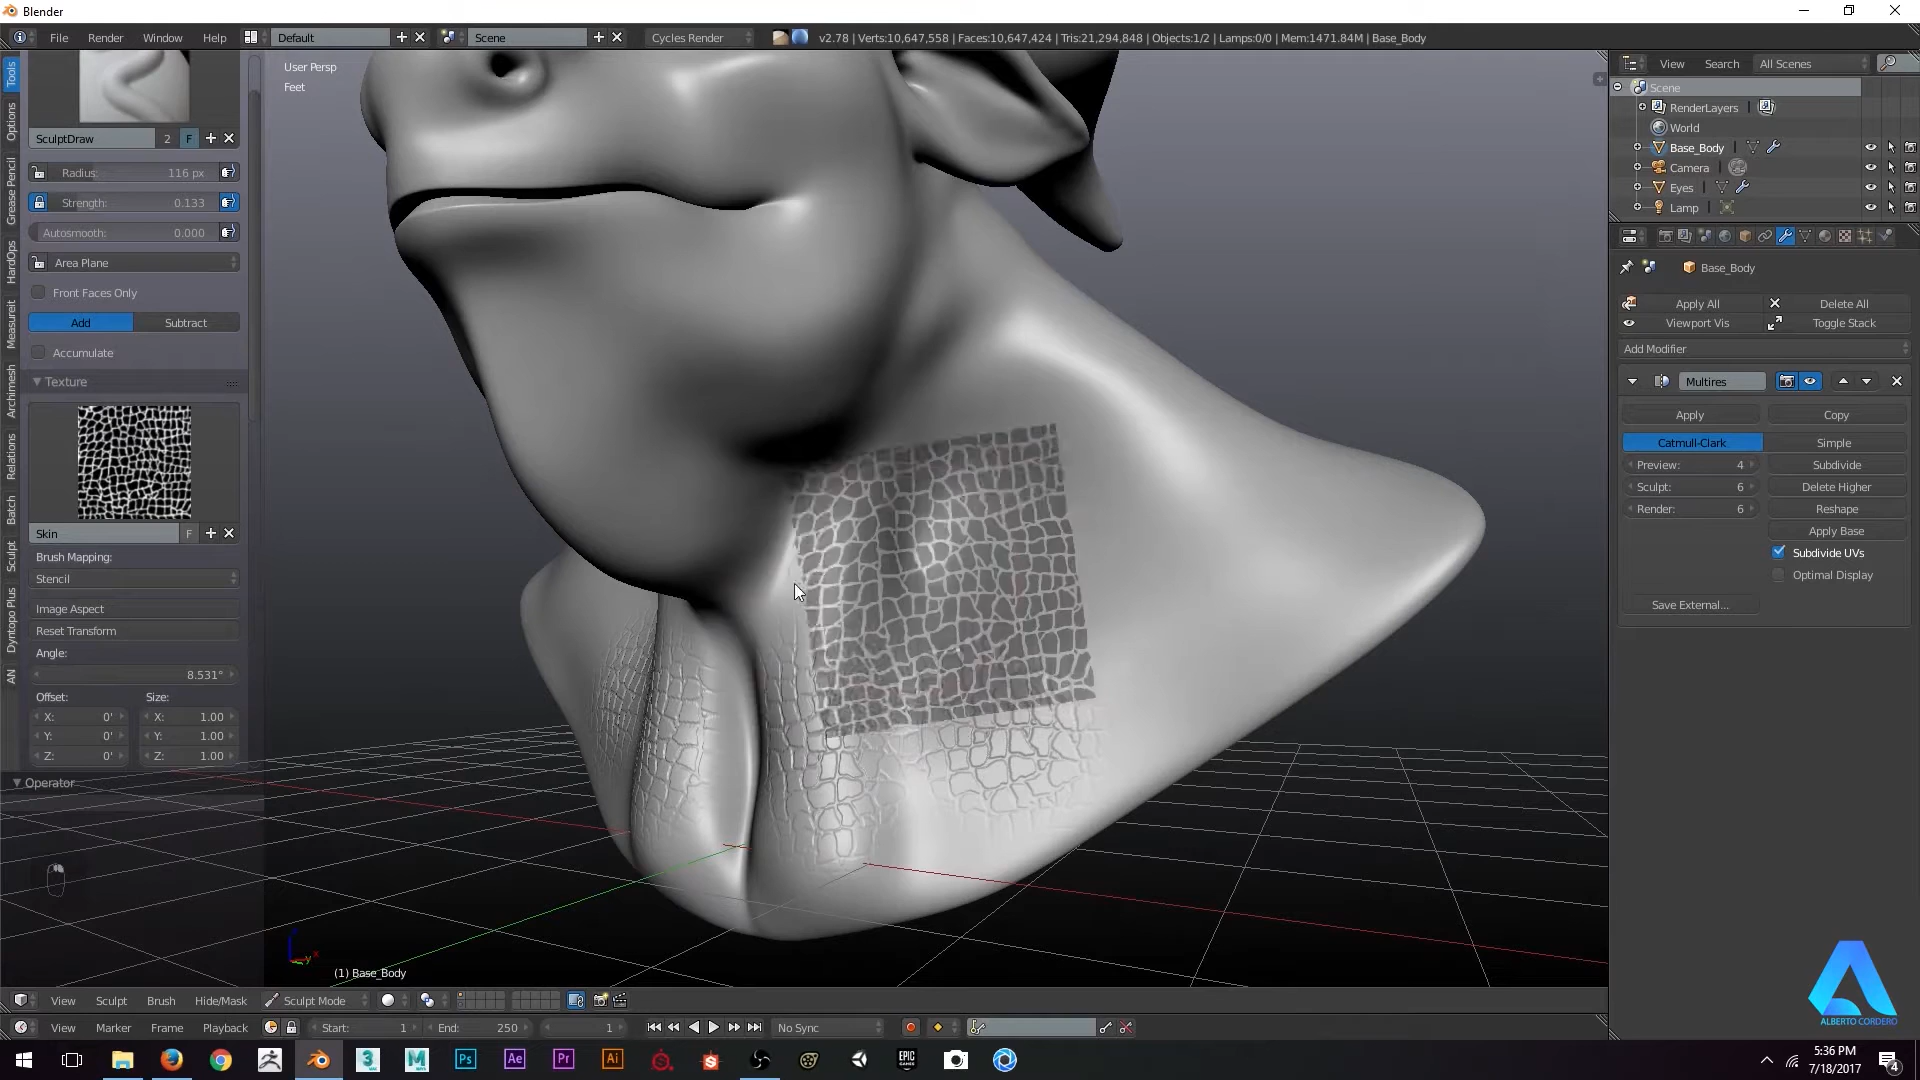 Blender
File Render Window Help Default Scene Cycles Render v2.78 | Verts:10,647,558 | Faces:10,647,424 | Tris:21,294,848 | Objects:1/2 | Lamps:0/0 | Mem:1471.84M | Base_Body
Tools
Options
Grease Pencil
HardOps
Measureit
Archimesh
Relations
Batch
Sculpt
Dyntopo Plus
AN
SculptDraw 2 F
Radius: 116 px
Strength: 0.133
Autosmooth: 0.000
Area Plane
Front Faces Only
Add Subtract
Accumulate
Texture
Skin F
Brush Mapping:
Stencil
Image Aspect
Reset Transform
Angle:
8.531°
Offset: Size:
X: 0' X: 1.00
Y: 0' Y: 1.00
Z: 0' Z: 1.00
Operator
User Persp
Feet
(1) Base_Body
View Search All Scenes
Scene
RenderLayers
World
Base_Body
Camera
Eyes
Lamp
Base_Body
Apply All Delete All
Viewport Vis Toggle Stack
Add Modifier
Multires
Apply Copy
Catmull-Clark Simple
Preview: 4 Subdivide
Sculpt: 6 Delete Higher
Render: 6 Reshape
Apply Base
Subdivide UVs
Optimal Display
Save External...
ALBERTO CORDERO
View Sculpt Brush Hide/Mask Sculpt Mode
View Marker Frame Playback Start: 1 End: 250 1 No Sync
3 M Ps Ae Pr Ai S EPIC GAMES
5:36 PM
7/18/2017
4